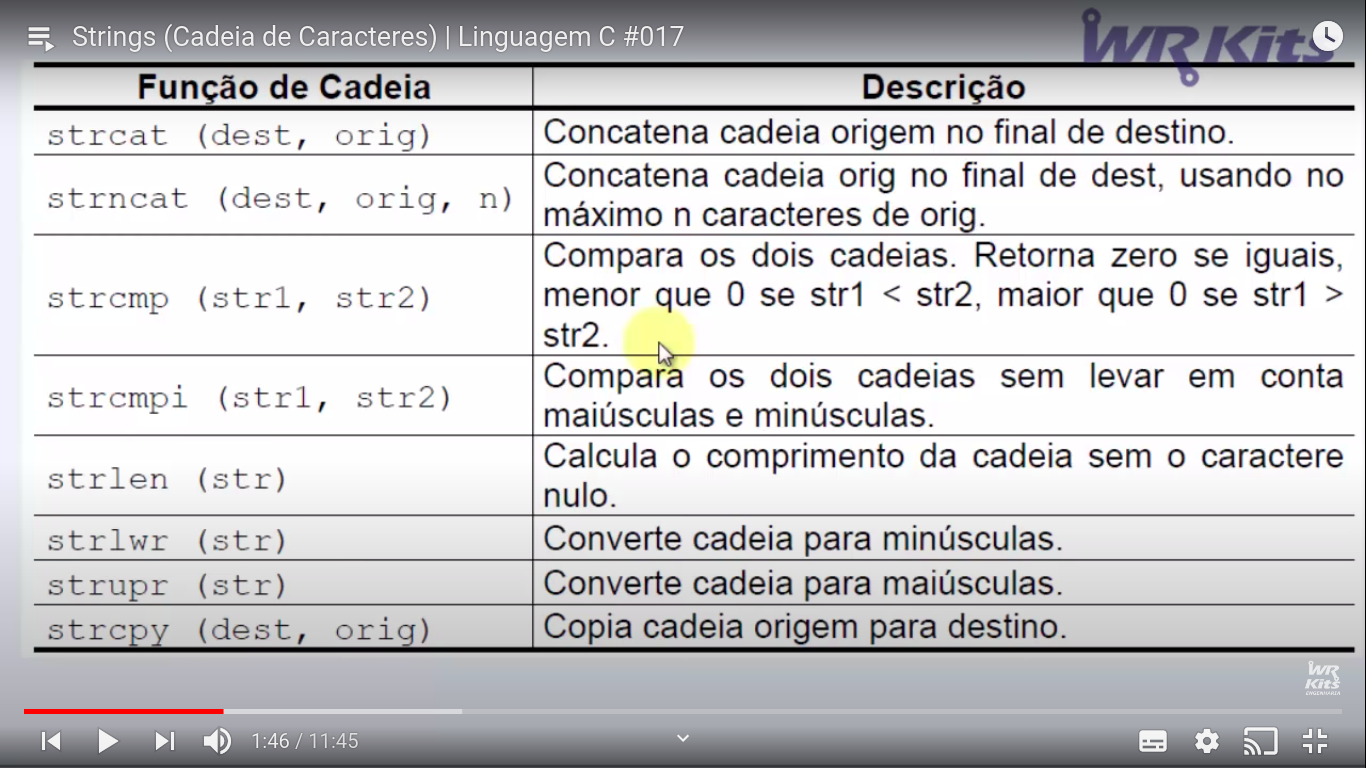 Strings (Cadeia de Caracteres) | Linguagem C #017
WR Kits
Função de Cadeia
Descrição
strcat (dest, orig)
Concatena cadeia origem no final de destino.
strncat (dest, orig, n)
Concatena cadeia orig no final de dest, usando no
máximo n caracteres de orig.
strcmp (str1, str2)
Compara os dois cadeias. Retorna zero se iguais,
menor que 0 se str1 < str2, maior que 0 se str1 >
str2.
strcmpi (str1, str2)
Compara os dois cadeias sem levar em conta
maiúsculas e minúsculas.
strlen (str)
Calcula o comprimento da cadeia sem o caractere
nulo.
strlwr (str)
Converte cadeia para minúsculas.
strupr (str)
Converte cadeia para maiúsculas.
strcpy (dest, orig)
Copia cadeia origem para destino.
WR
Kits
ENGENHARIA
1:46 / 11:45